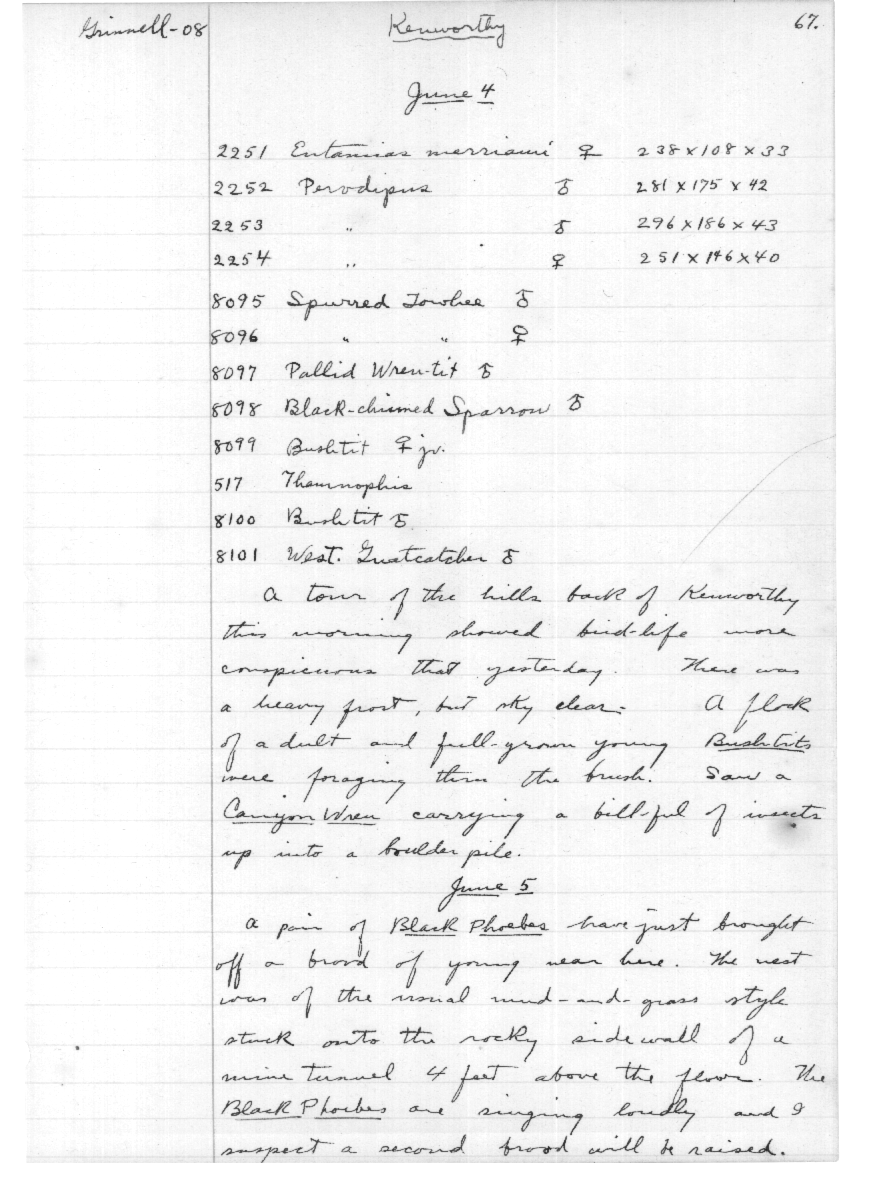 Grinnell-08
Kenworthy
67.
June 4
2251 Eutamias merriami ♀ 238 x 108 x 33
2252 Perodipus ♂ 281 x 175 x 42
2253 " ♂ 296 x 186 x 43
2254 " ♀ 251 x 146 x 40
8095 Spurred Towhee ♂
8096 " " ♀
8097 Pallid Wren-tit ♂
8098 Black-chinned Sparrow ♂
8099 Bushtit ♀ jv.
517 Thamnophis
8100 Bushtit ♂
8101 West. Gnatcatcher ♂
A tour of the hills back of Kenworthy
this morning showed bird-life more
conspicuous that yesterday. There was
a heavy frost, but sky clear. A flock
of adult and full-grown young Bushtits
were foraging thru the brush. Saw a
Canyon Wren carrying a bill-ful of insects
up into a boulder pile.
June 5
A pair of Black Phoebes have just brought
off a brood of young near here. The nest
was of the usual mud-and-grass style
stuck onto the rocky sidewall of a
mine tunnel 4 feet above the floor. The
Black Phoebes are singing loudly and I
suspect a second brood will be raised.